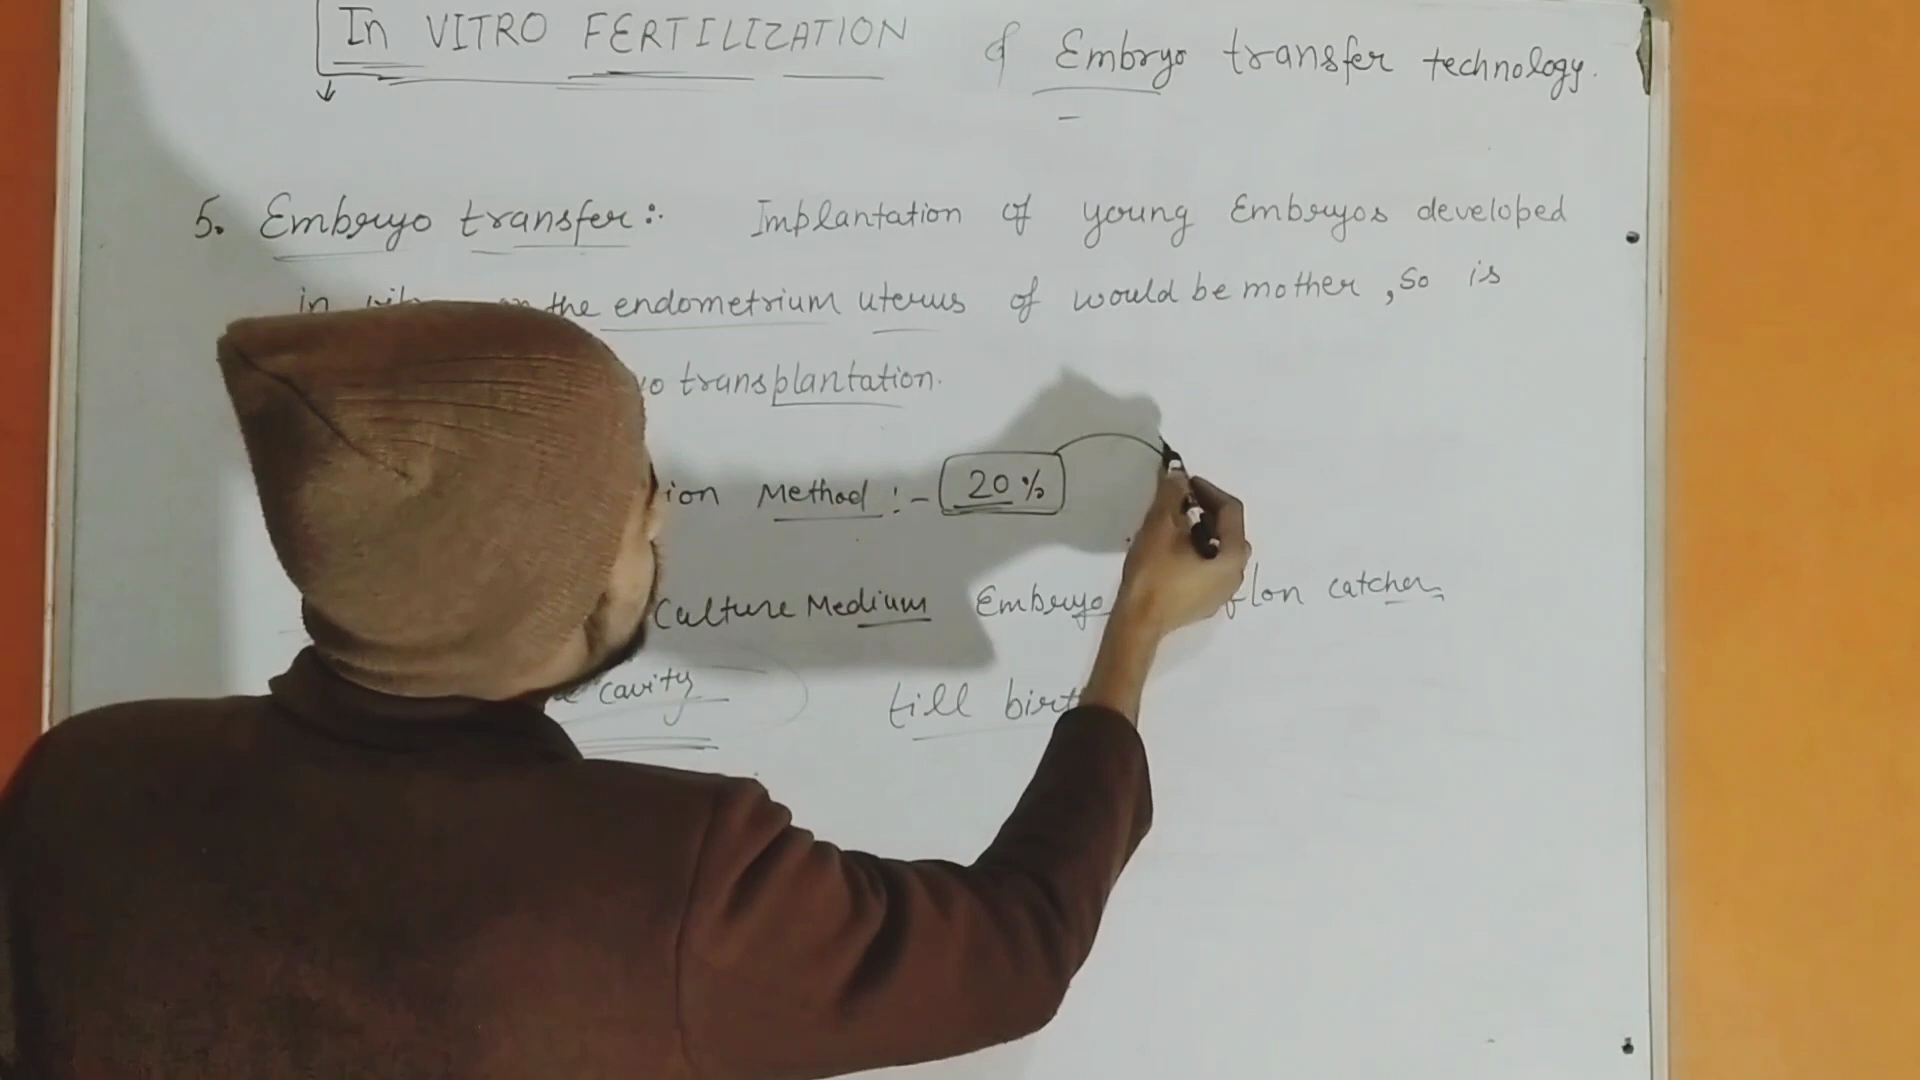 In VITRO FERTILIZATION & Embryo transfer technology.
5. Embryo transfer :- Implantation of young Embryos developed
in the endometrium uterus of would be mother, so is
transplantation.
Method :- 20%
Culture Medium Embryo catcher
cavity till